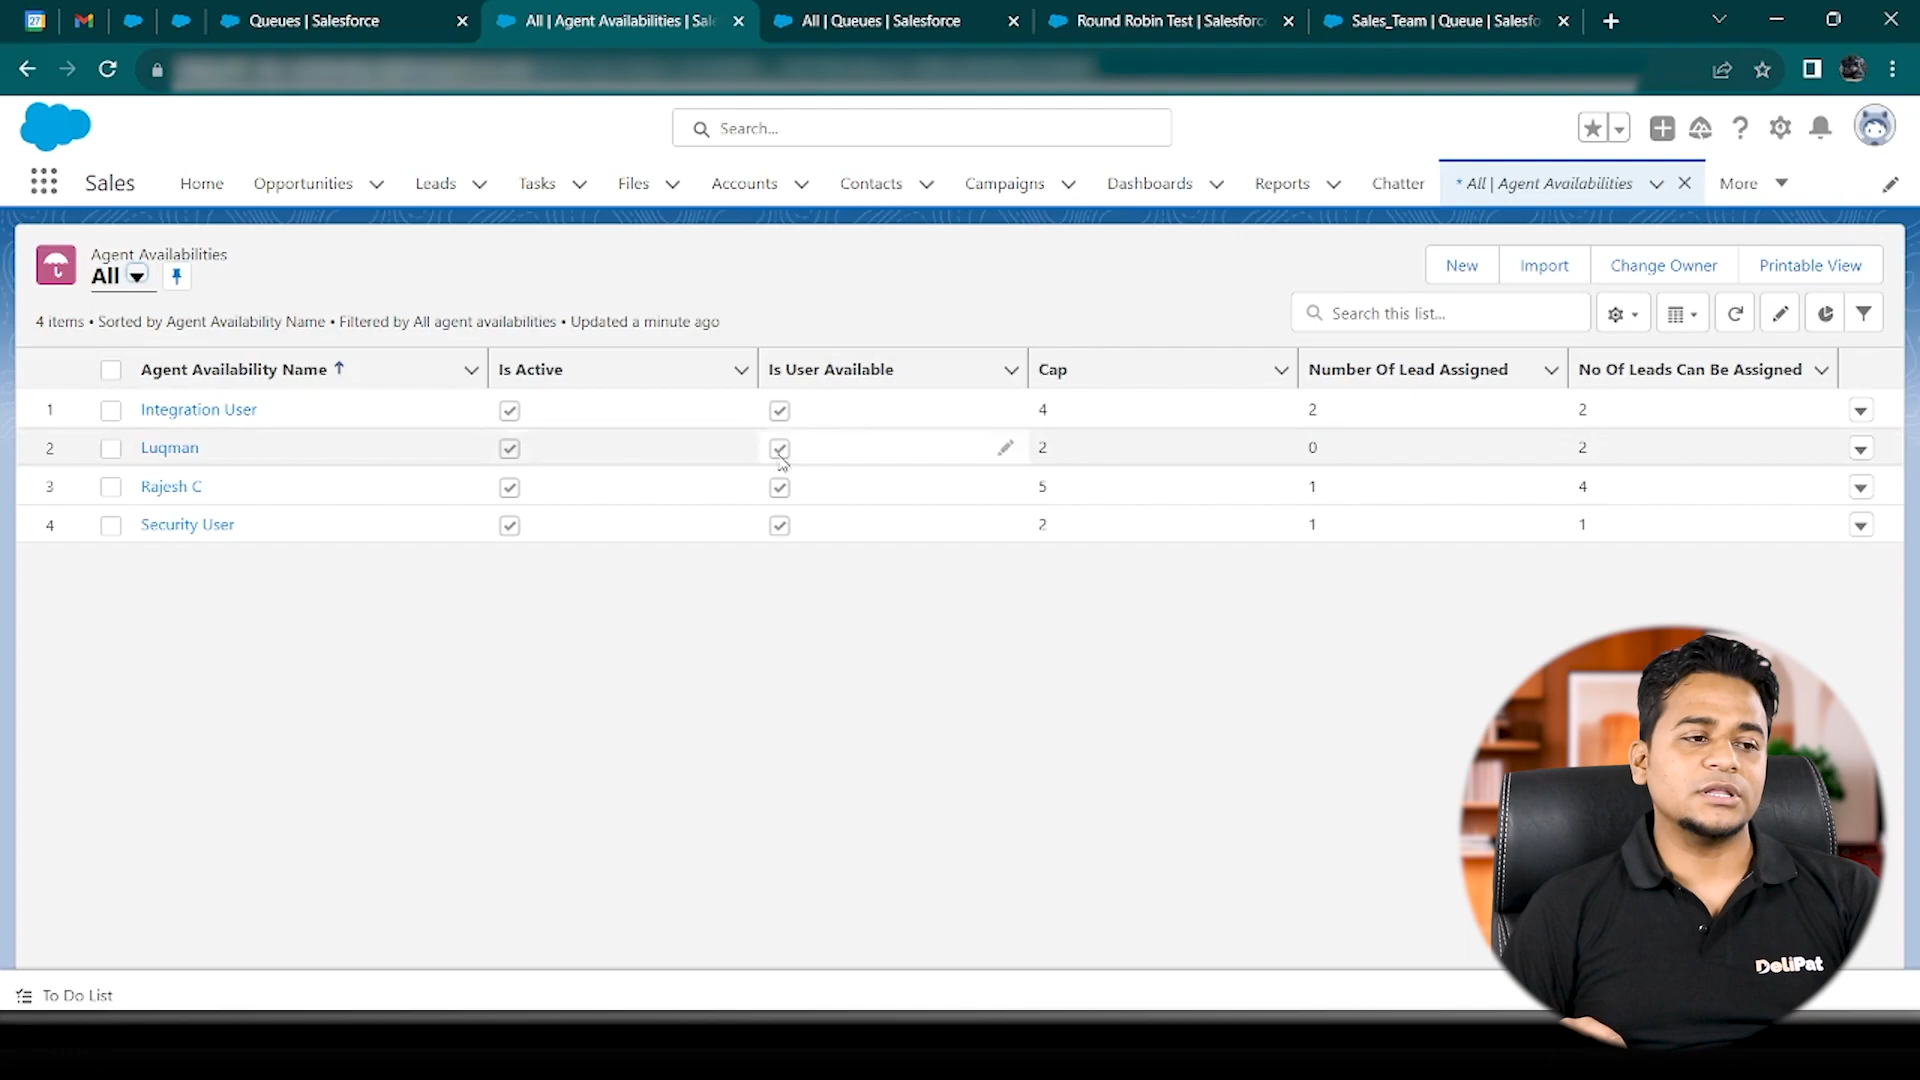 Queues | Salesforce
All | Agent Availabilities | Sale
All | Queues | Salesforce
Round Robin Test | Salesforc
Sales_Team | Queue | Salesfo
Search...
Sales
Home
Opportunities
Leads
Tasks
Files
Accounts
Contacts
Campaigns
Dashboards
Reports
Chatter
* All | Agent Availabilities
More
Agent Availabilities
All
New
Import
Change Owner
Printable View
4 items • Sorted by Agent Availability Name • Filtered by All agent availabilities • Updated a minute ago
Search this list...
Agent Availability Name
Is Active
Is User Available
Cap
Number Of Lead Assigned
No Of Leads Can Be Assigned
1 Integration User 4 2 2
2 Luqman 2 0 2
3 Rajesh C 5 1 4
4 Security User 2 1 1
DeliPat
To Do List